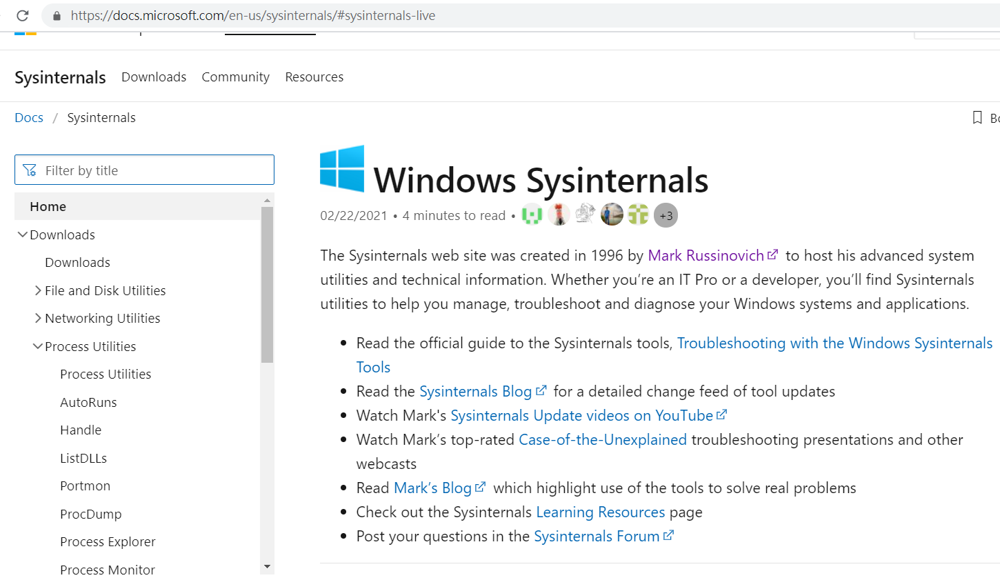 https://docs.microsoft.com/en-us/sysinternals/#sysinternals-live
Sysinternals Downloads Community Resources
Docs / Sysinternals
Filter by title
Home
Downloads
Downloads
File and Disk Utilities
Networking Utilities
Process Utilities
Process Utilities
AutoRuns
Handle
ListDLLs
Portmon
ProcDump
Process Explorer
Process Monitor
Windows Sysinternals
02/22/2021 • 4 minutes to read • +3
The Sysinternals web site was created in 1996 by Mark Russinovich to host his advanced system
utilities and technical information. Whether you’re an IT Pro or a developer, you’ll find Sysinternals
utilities to help you manage, troubleshoot and diagnose your Windows systems and applications.
• Read the official guide to the Sysinternals tools, Troubleshooting with the Windows Sysinternals
Tools
• Read the Sysinternals Blog for a detailed change feed of tool updates
• Watch Mark's Sysinternals Update videos on YouTube
• Watch Mark’s top-rated Case-of-the-Unexplained troubleshooting presentations and other
webcasts
• Read Mark’s Blog which highlight use of the tools to solve real problems
• Check out the Sysinternals Learning Resources page
• Post your questions in the Sysinternals Forum